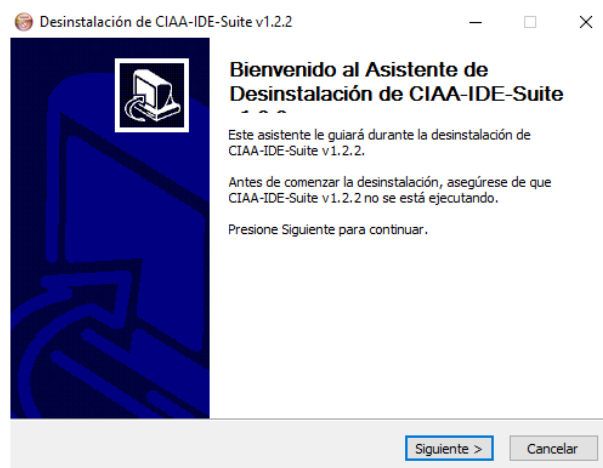 Desinstalación de CIAA-IDE-Suite v1.2.2
Bienvenido al Asistente de
Desinstalación de CIAA-IDE-Suite
Este asistente le guiará durante la desinstalación de
CIAA-IDE-Suite v1.2.2.
Antes de comenzar la desinstalación, asegúrese de que
CIAA-IDE-Suite v1.2.2 no se está ejecutando.
Presione Siguiente para continuar.
Siguiente >
Cancelar